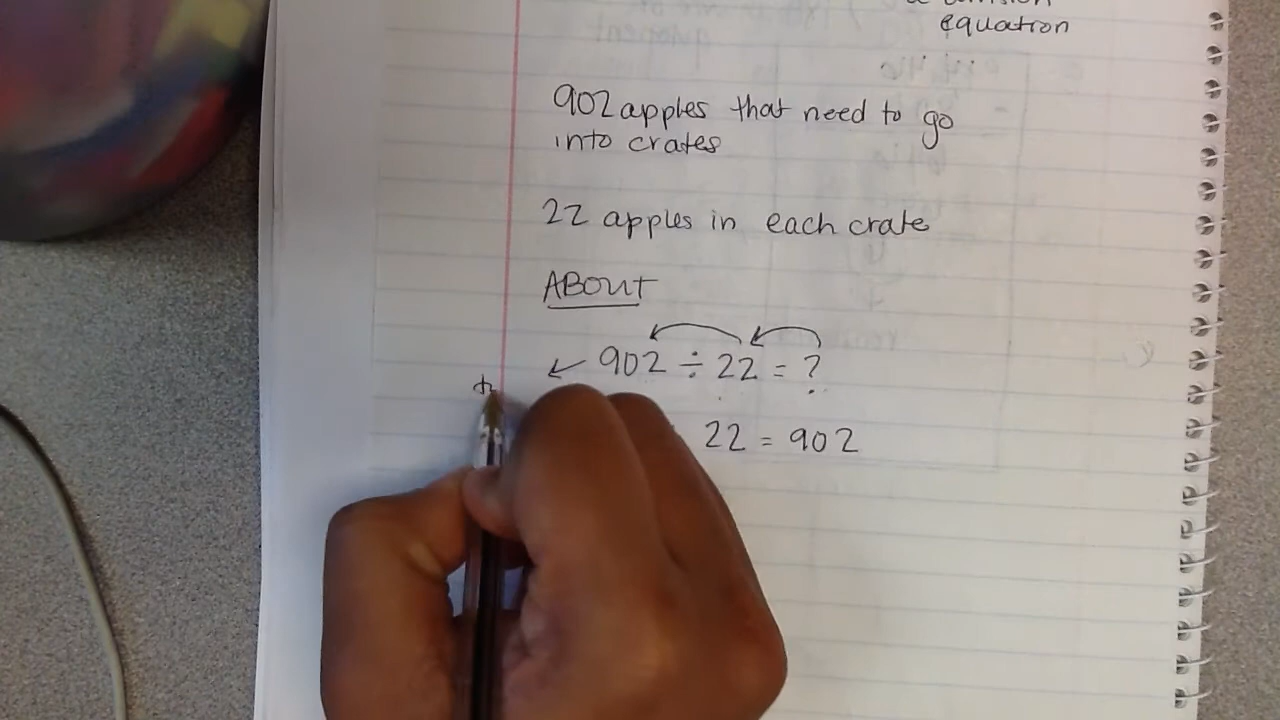 equation
902 apples that need to go
into crates
22 apples in each crate
ABOUT
902 ÷ 22 = ?
22 = 902